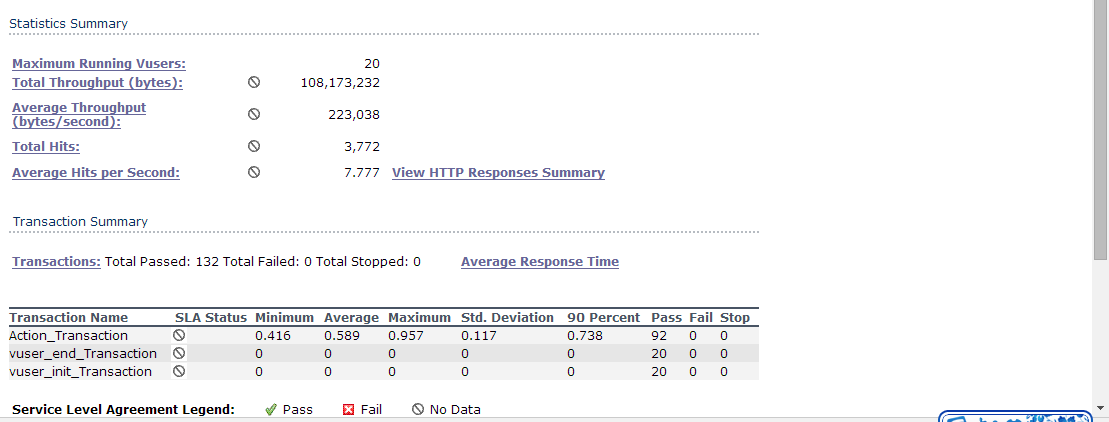 Statistics Summary
Maximum Running Vusers: 20
Total Throughput (bytes): 108,173,232
Average Throughput
(bytes/second): 223,038
Total Hits: 3,772
Average Hits per Second: 7.777 View HTTP Responses Summary
Transaction Summary
Transactions: Total Passed: 132 Total Failed: 0 Total Stopped: 0 Average Response Time
Transaction Name SLA Status Minimum Average Maximum Std. Deviation 90 Percent Pass Fail Stop
Action_Transaction 0.416 0.589 0.957 0.117 0.738 92 0 0
vuser_end_Transaction 0 0 0 0 0 20 0 0
vuser_init_Transaction 0 0 0 0 0 20 0 0
Service Level Agreement Legend: Pass Fail No Data